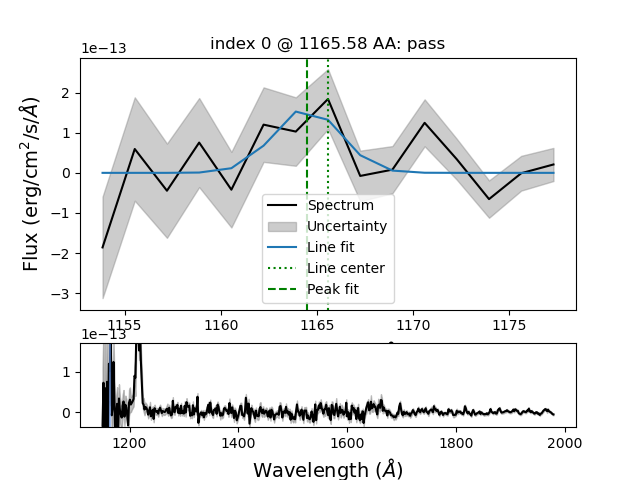 index 0 @ 1165.58 AA: pass
1e−13
Flux (erg/cm²/s/Å)
2
1
0
−1
−2
−3
Spectrum
Uncertainty
Line fit
Line center
Peak fit
1155 1160 1165 1170 1175
1e−13
1
0
1200 1400 1600 1800 2000
Wavelength (Å)